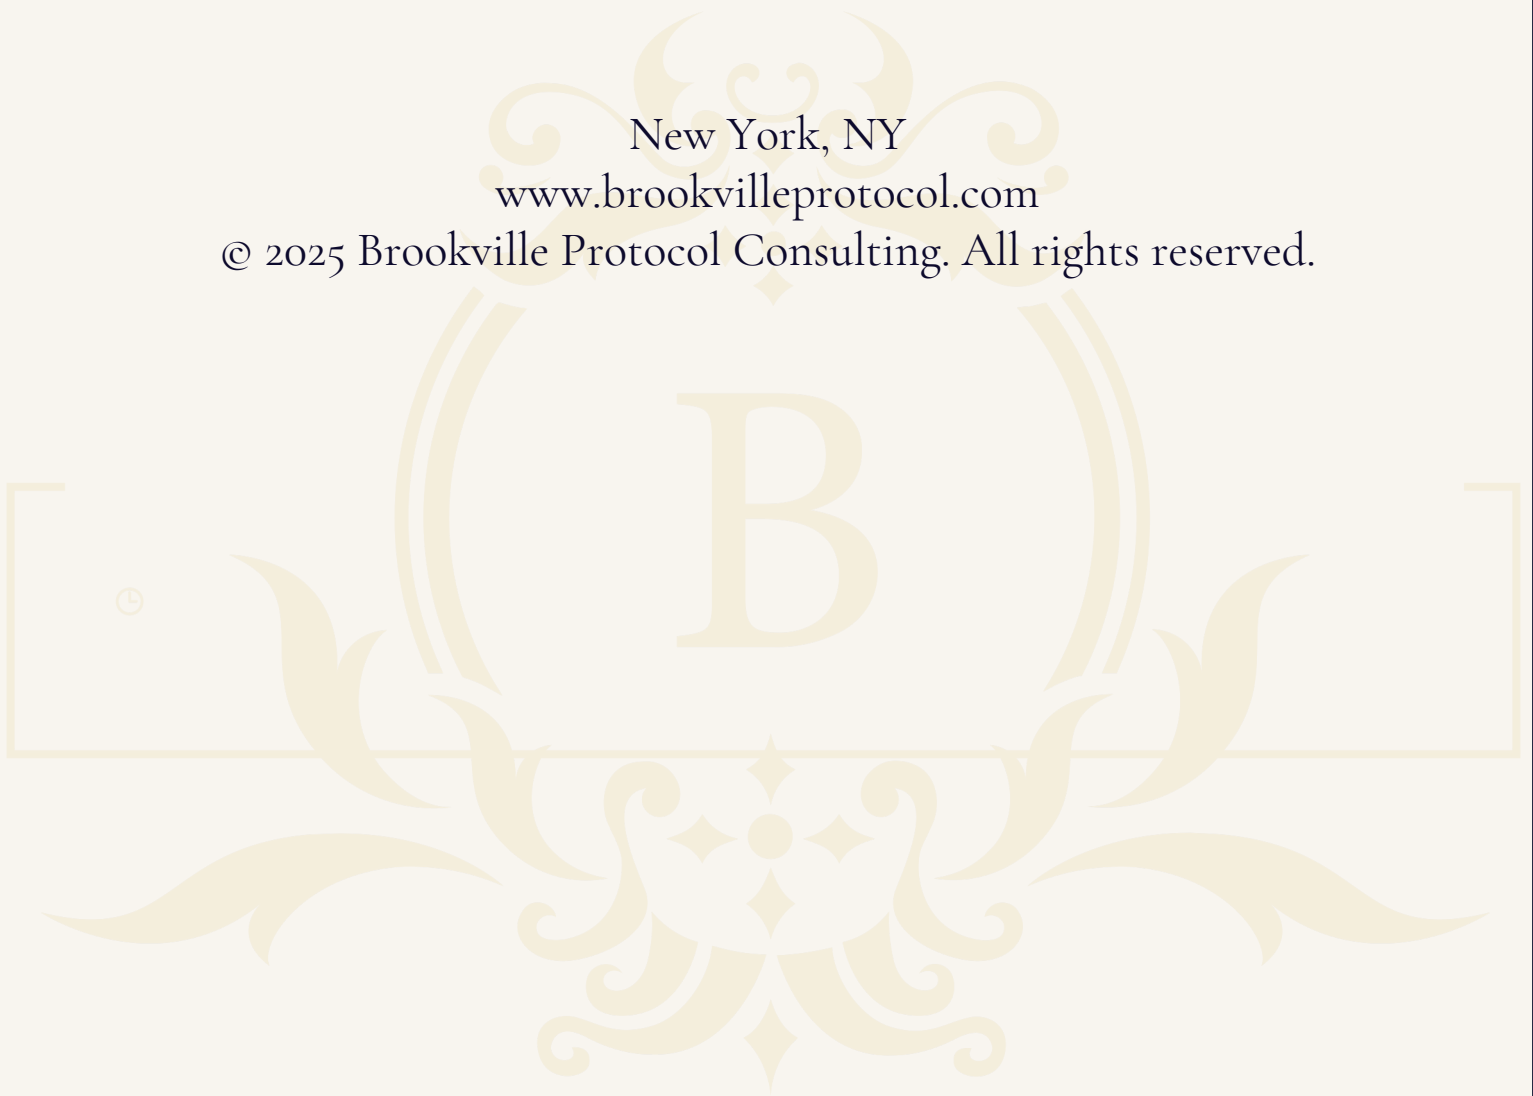 New York, NY
www.brookvilleprotocol.com
© 2025 Brookville Protocol Consulting. All rights reserved.
B